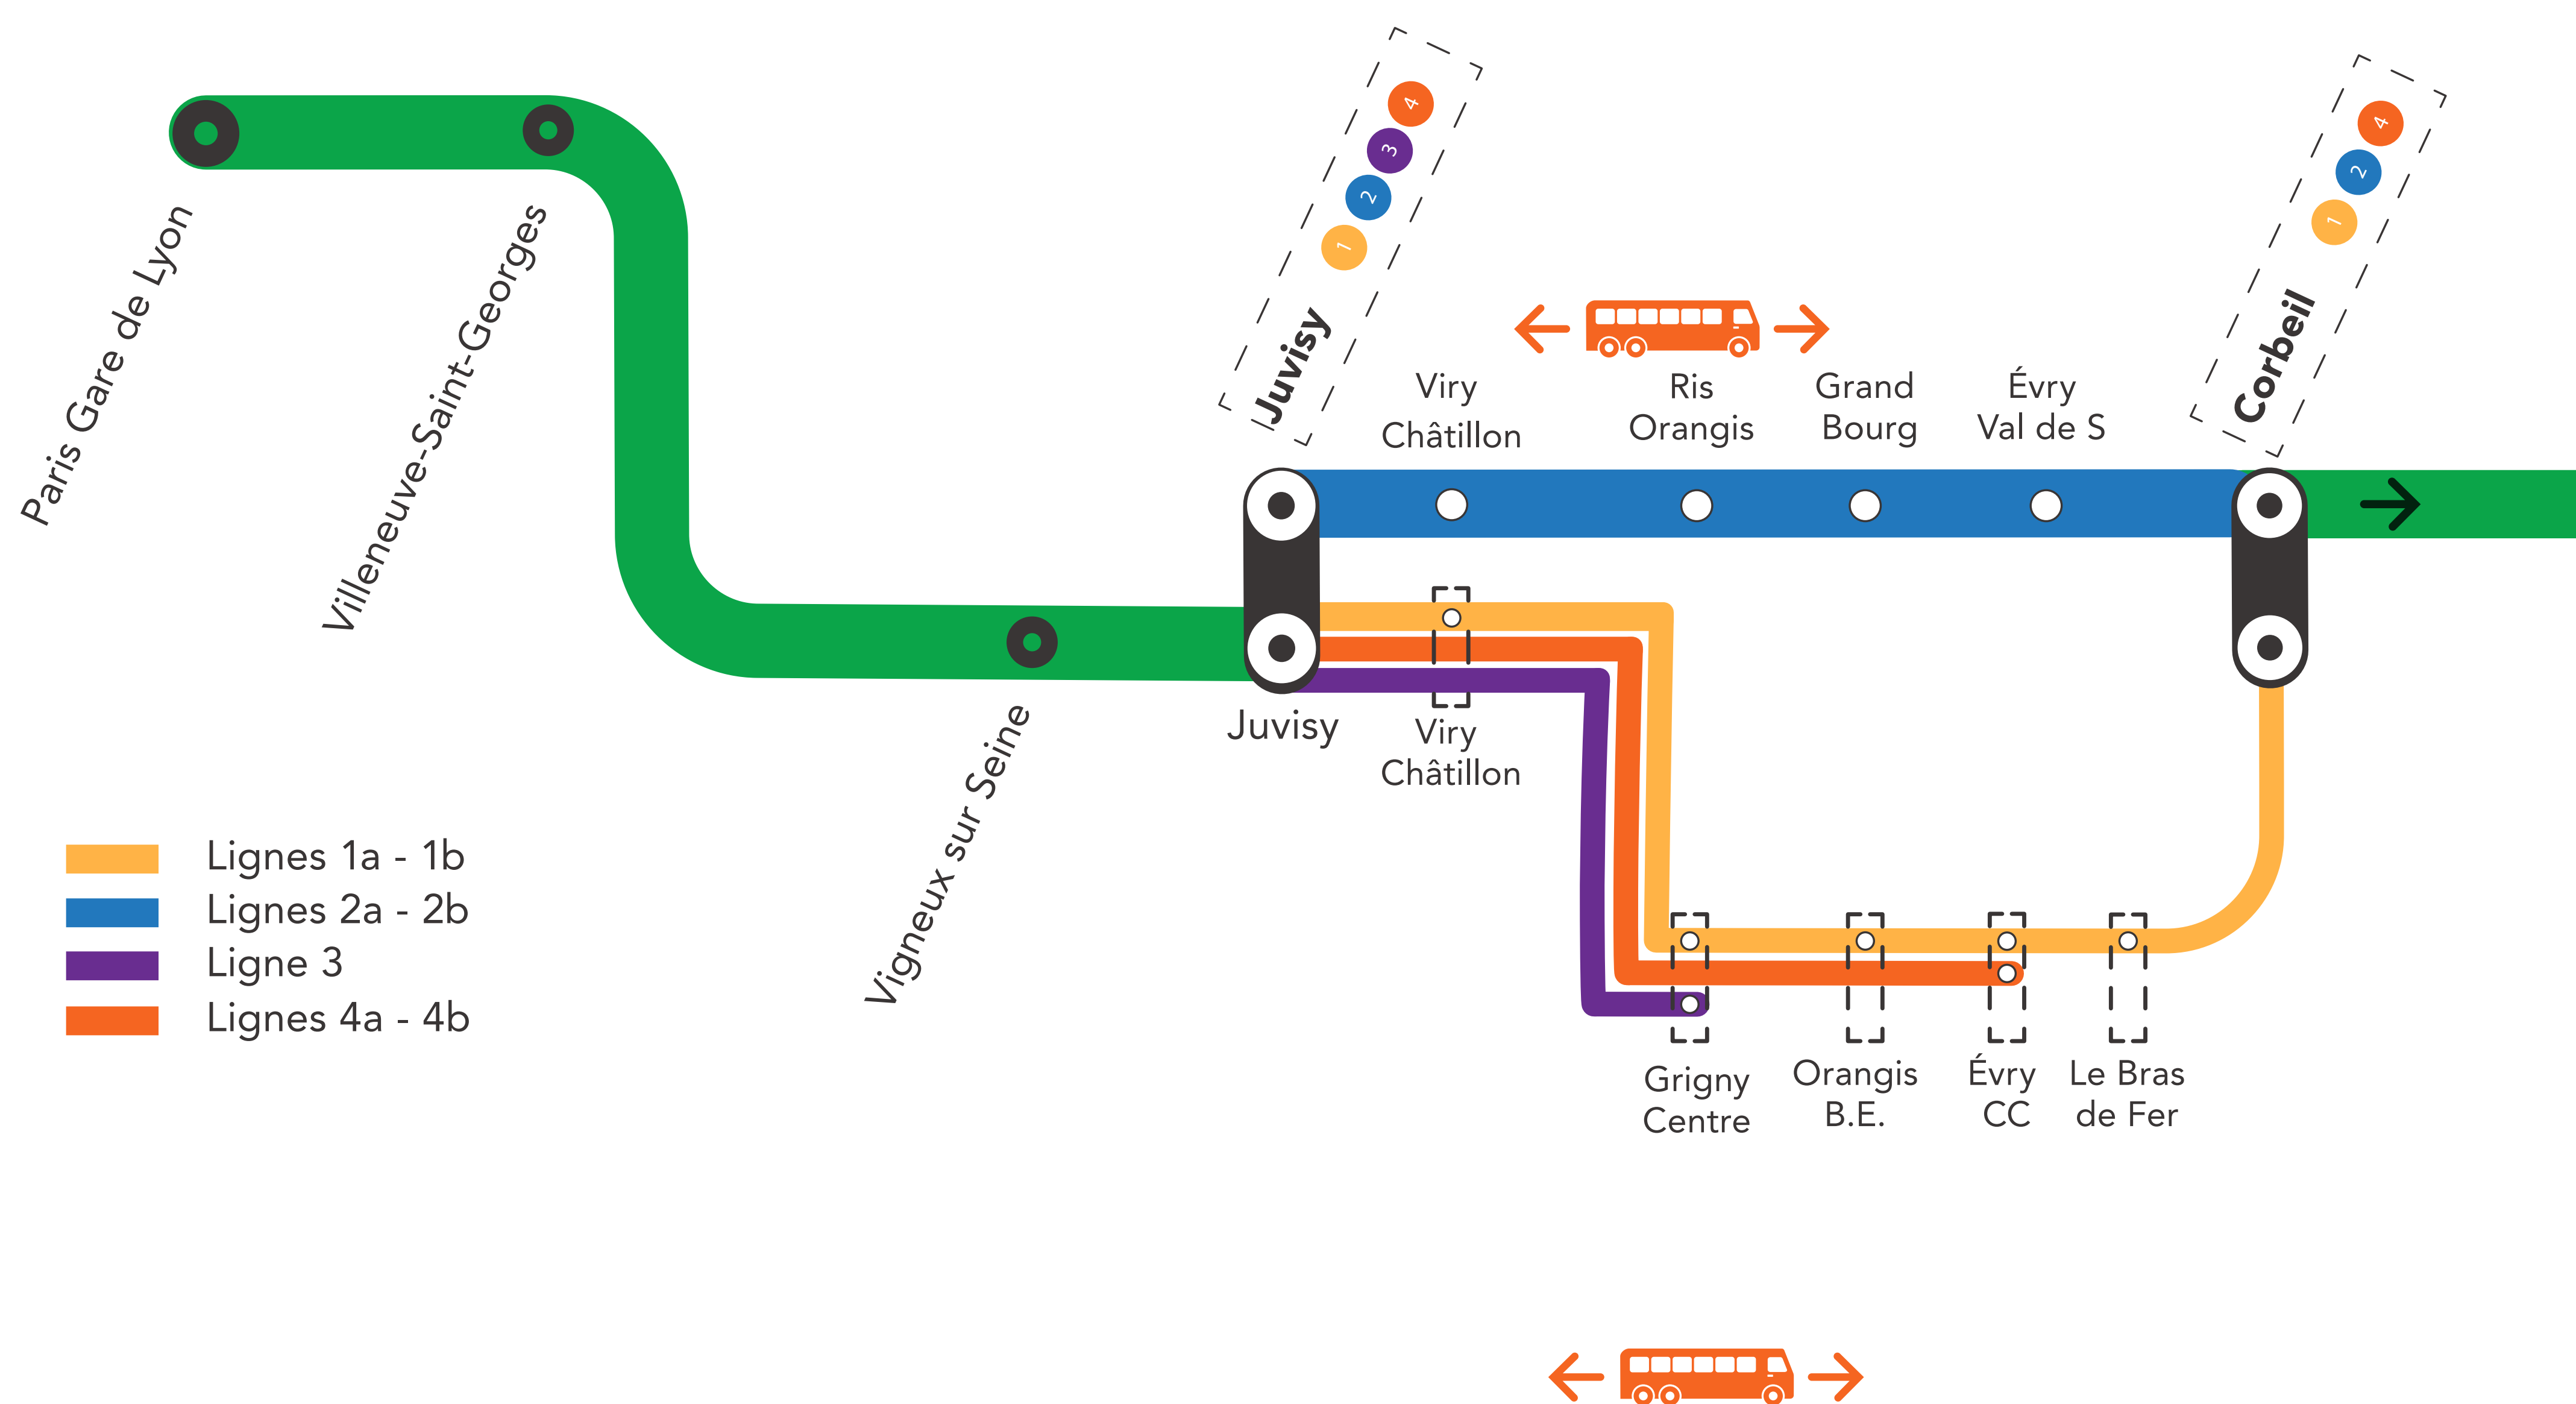 Paris Gare de Lyon
Villeneuve-Saint-Georges
Vigneux sur Seine
Juvisy
1
2
3
4
Viry
Châtillon
Ris
Orangis
Grand
Bourg
Évry
Val de S
Corbeil
1
2
4
Juvisy
Viry
Châtillon
Grigny
Centre
Orangis
B.E.
Évry
CC
Le Bras
de Fer
Lignes 1a - 1b
Lignes 2a - 2b
Ligne 3
Lignes 4a - 4b